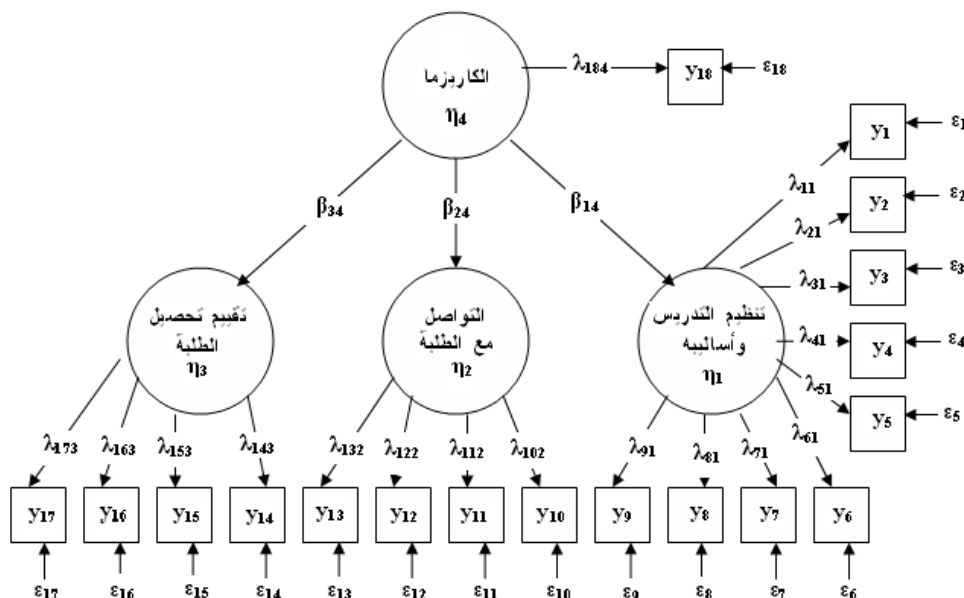 الكاريزما
η4
λ184
y18
ε18
y1
ε1
λ11
y2
ε2
λ21
y3
ε3
λ31
y4
ε4
λ41
y5
ε5
λ51
β34
β24
β14
تقييم تحصيل
الطلبة
η3
التواصل
مع الطلبة
η2
تنظيم التدريس
وأساليبه
η1
λ173
λ163
λ153
λ143
λ132
λ122
λ112
λ102
λ91
λ81
λ71
λ61
y17
y16
y15
y14
y13
y12
y11
y10
y9
y8
y7
y6
ε17
ε16
ε15
ε14
ε13
ε12
ε11
ε10
ε9
ε8
ε7
ε6